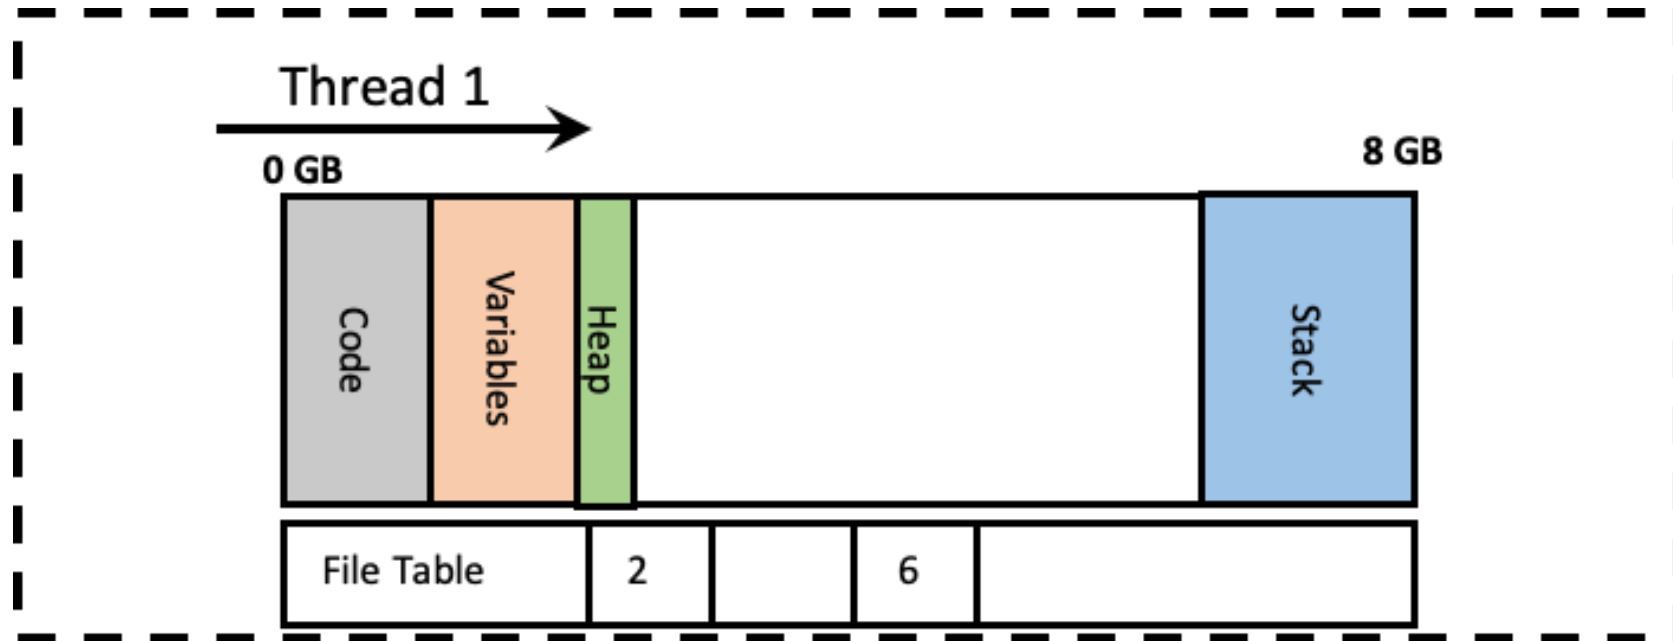 Thread 1
0 GB
8 GB
Code
Variables
Heap
Stack
File Table
2
6